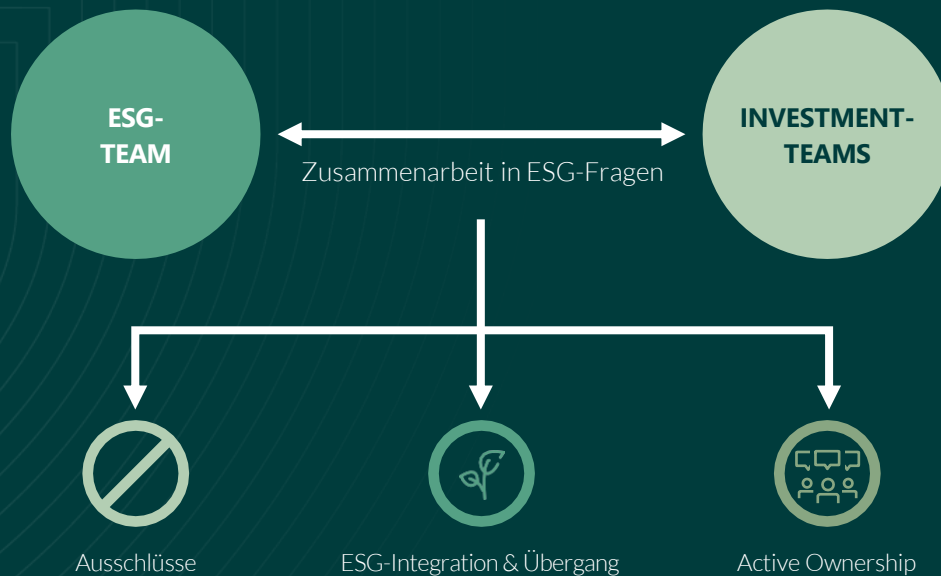 ESG-
TEAM
INVESTMENT-
TEAMS
Zusammenarbeit in ESG-Fragen
Ausschlüsse
ESG-Integration & Übergang
Active Ownership